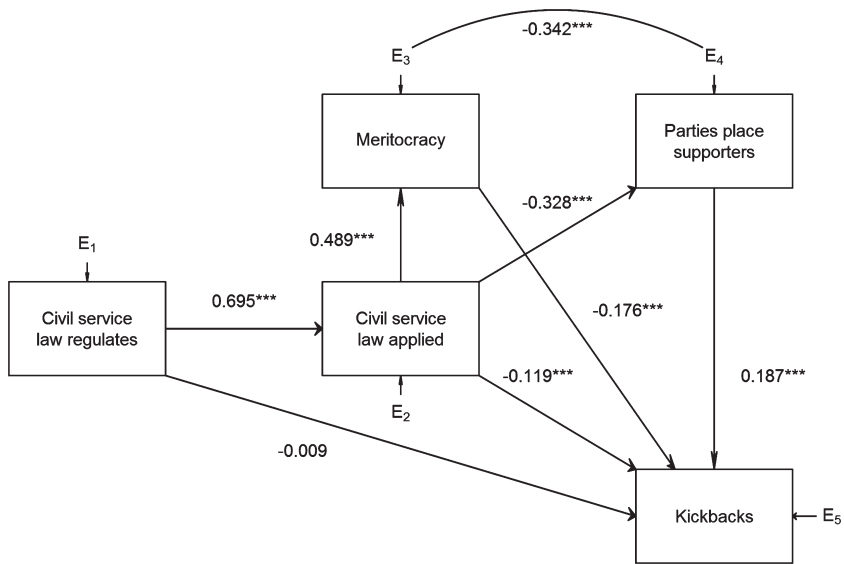 -0.342***
E3
E4
Meritocracy
Parties place
supporters
-0.328***
0.489***
E1
0.695***
Civil service
law regulates
Civil service
law applied
-0.176***
-0.119***
0.187***
E2
-0.009
Kickbacks
E5